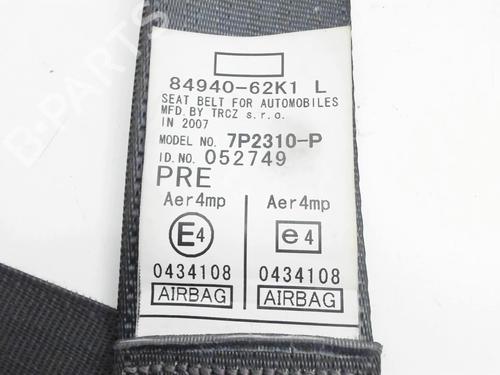 84940-62K1 L
SEAT BELT FOR AUTOMOBILES
MFD. BY TRCZ s.r.o.
IN 2007
MODEL NO. 7P2310-P
ID.NO. 052749
PRE
Aer4mp Aer4mp
E4 e4
0434108 0434108
AIRBAG AIRBAG
B-PARTS